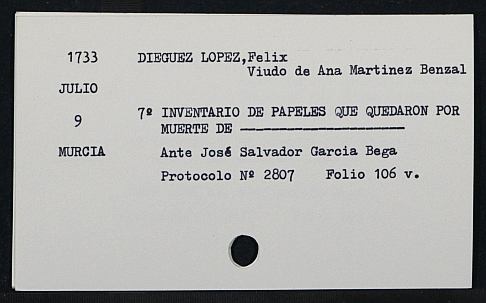 1733 DIEGUEZ LOPEZ,Felix
Viudo de Ana Martinez Benzal
JULIO
9 7º INVENTARIO DE PAPELES QUE QUEDARON POR
MUERTE DE ---------------------
MURCIA Ante José Salvador Garcia Bega
Protocolo Nº 2807 Folio 106 v.